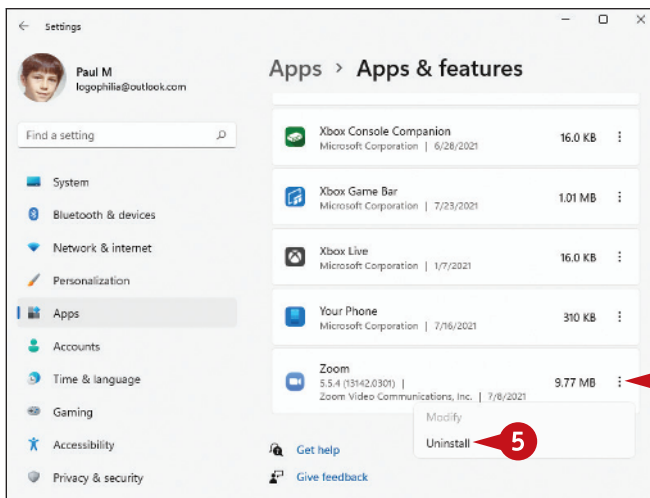 Settings
Paul M
logophilia@outlook.com
Find a setting
System
Bluetooth & devices
Network & internet
Personalization
Apps
Accounts
Time & language
Gaming
Accessibility
Privacy & security
Apps > Apps & features
Xbox Console Companion
Microsoft Corporation | 6/28/2021
16.0 KB
Xbox Game Bar
Microsoft Corporation | 7/23/2021
1.01 MB
Xbox Live
Microsoft Corporation | 1/7/2021
16.0 KB
Your Phone
Microsoft Corporation | 7/16/2021
310 KB
Zoom
5.5.4 (13142.0301) |
Zoom Video Communications, Inc. | 7/8/2021
9.77 MB
Modify
Uninstall
5
Get help
Give feedback